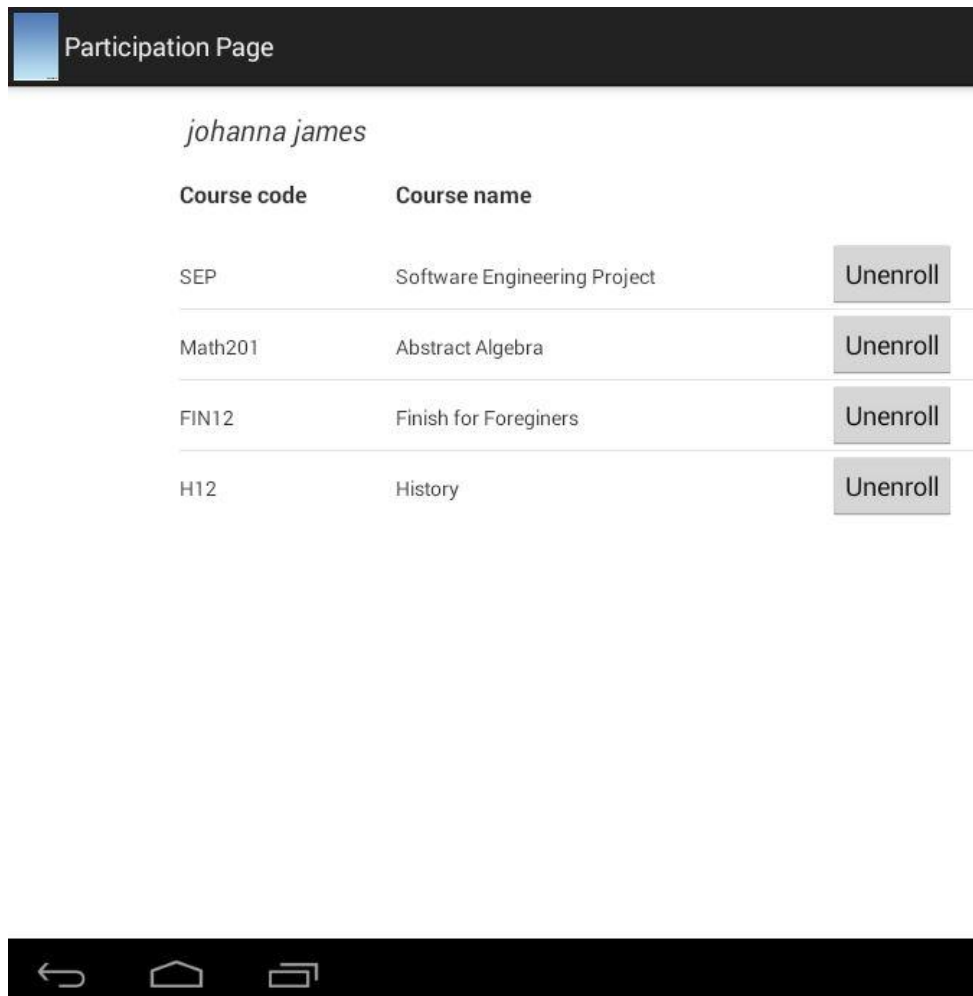 Participation Page
johanna james
Course code Course name
SEP Software Engineering Project Unenroll
Math201 Abstract Algebra Unenroll
FIN12 Finish for Foreginers Unenroll
H12 History Unenroll